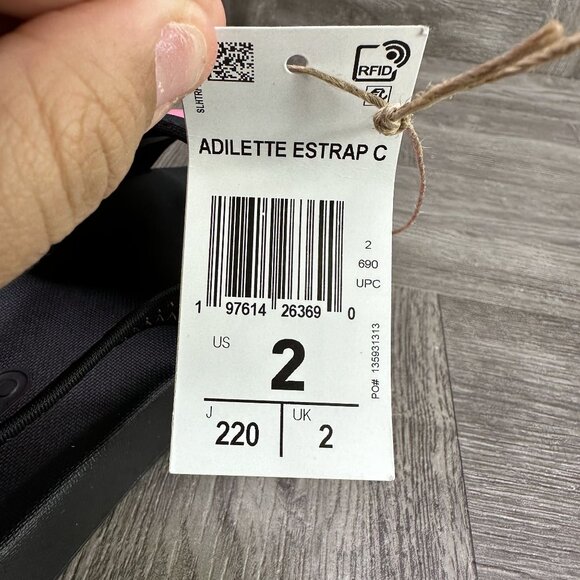 RFID
ADILETTE ESTRAP C
2
690
UPC
1 97614 26369 0
PO# 135931313
US
2
J
220
UK
2